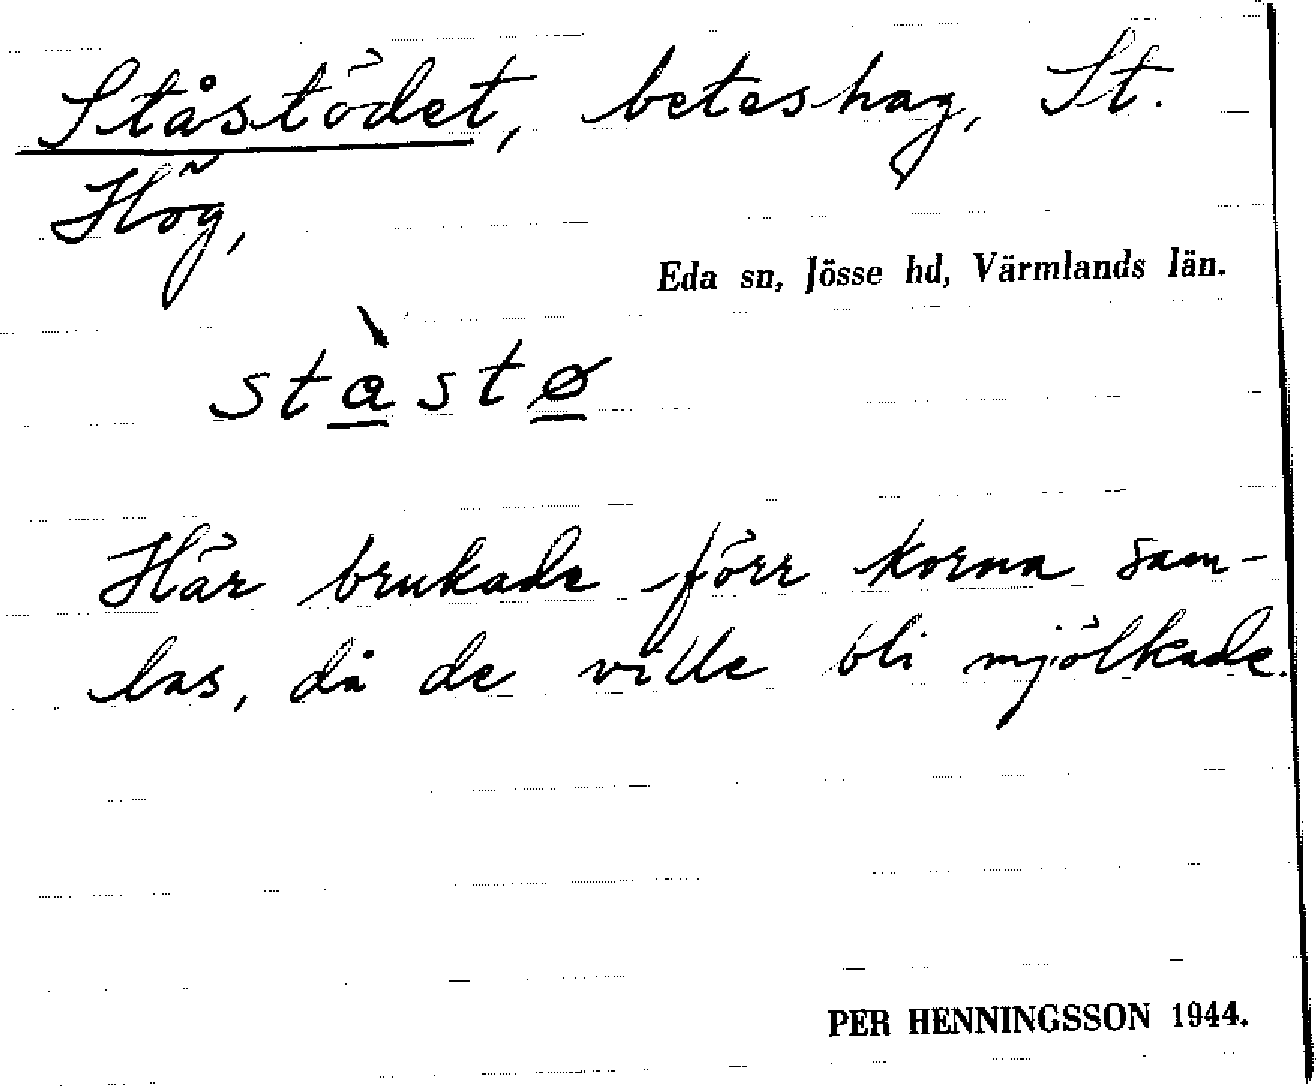 Ståstödet, beteshag, St.
Hög,
Eda sn, Jösse hd, Värmlands län.
stàstø
Här brukade förr korna sam-
las, då de ville bli mjölkade.
PER HENNINGSSON 1944.